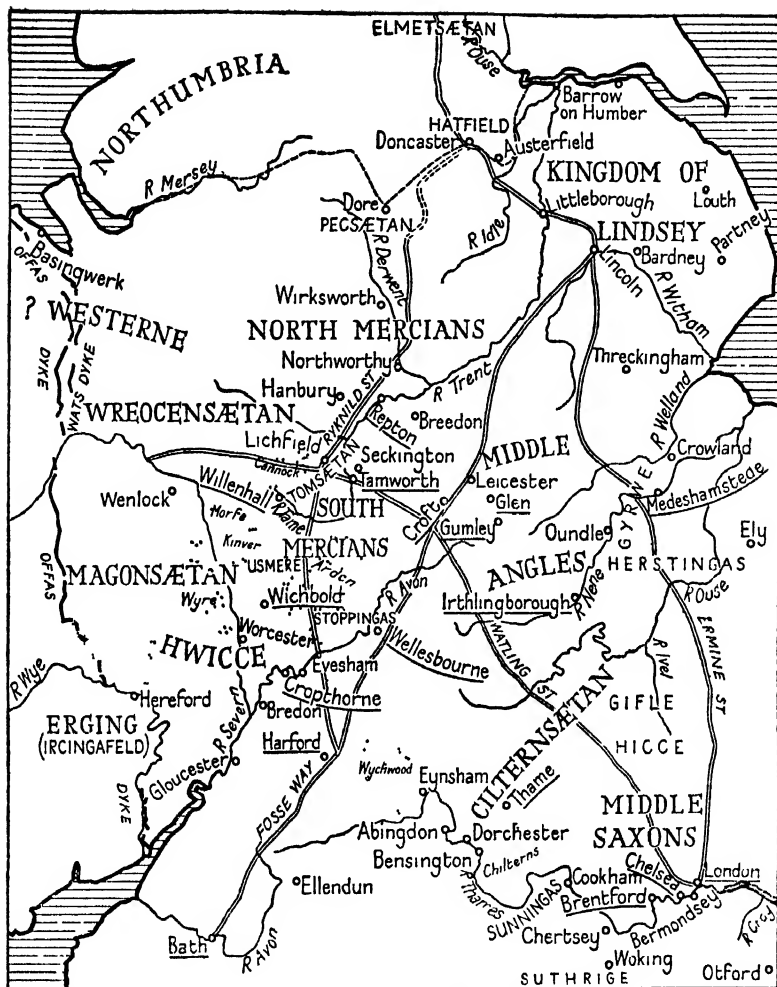 ELMETSÆTAN
R Ouse
NORTHUMBRIA
Barrow
on Humber
HATFIELD
Doncaster
Austerfield
KINGDOM OF
R Mersey
Louth
Littleborough
Dore
PECSÆTAN
R Idle
LINDSEY
Partney
Basingwerk
OFFAS
R Derwent
Bardney
Lincoln
R Witham
? WESTERNE
Wirksworth
NORTH MERCIANS
DYKE
WATS DYKE
Northworthy
Threckingham
Hanbury
RYKNILD ST
R Trent
R Welland
WREOCENSÆTAN
Repton
Breedon
Lichfield
Seckington
MIDDLE
Crowland
Cannock
TOMSÆTAN
Tamworth
Leicester
Willenhall
R Tame
Glen
GYRWE
Medeshamstede
Wenlock
SOUTH
Croft
Morfe
Gumley
Oundle
Ely
Kinver
MERCIANS
OFFAS
USMERE
Arden
ANGLES
HERSTINGAS
MAGONSÆTAN
Wyre
Wichbold
R Avon
Irthlingborough
R Nene
R Ouse
STOPPINGAS
Worcester
WATLING ST
ERMINE ST
HWICCE
Wellesbourne
Evesham
R Ivel
R Wye
Cropthorne
Hereford
GIFLE
Bredon
CILTERNSÆTAN
ERGING
(IRCINGAFELD)
R Severn
Harford
HICCE
Wychwood
Gloucester
Eynsham
Thame
DYKE
FOSSE WAY
MIDDLE
SAXONS
Abingdon
Dorchester
Bensington
Chilterns
Chelsea
London
Ellendun
R Thames
Cookham
SUNNINGAS
Brentford
Bermondsey
Chertsey
R Cray
Bath
R Avon
Woking
SUTHRIGE
Otford